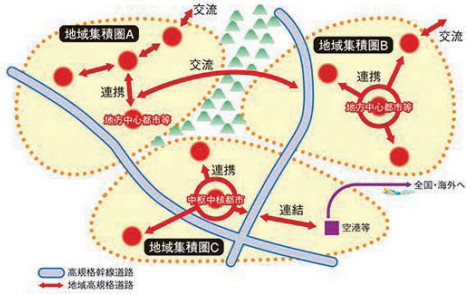 交流
地域集積圏A
交流
地域集積圏B
交流
連携
連携
地方中心都市等
地方中心都市等
連携
全国・海外へ
中枢中核都市
連結
空港等
地域集積圏C
高規格幹線道路
地域高規格道路